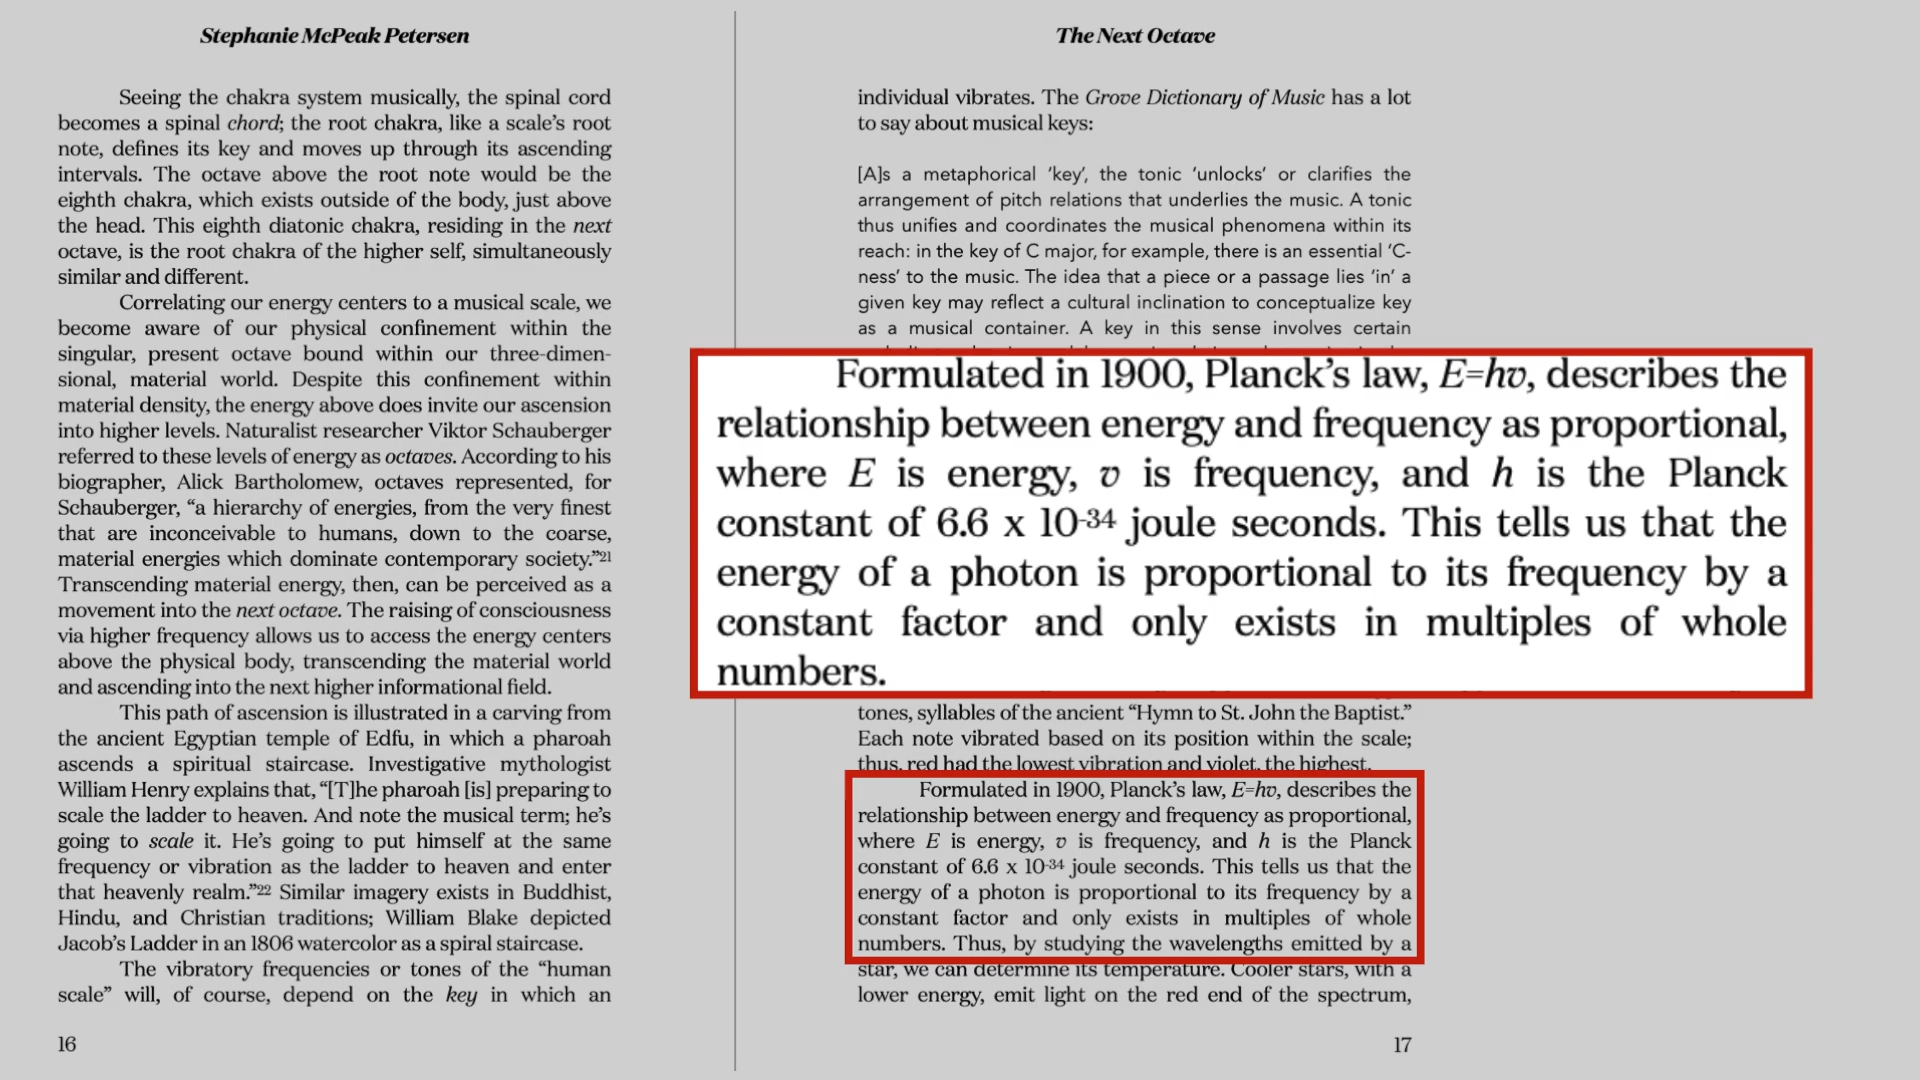 Stephanie McPeak Petersen
Seeing the chakra system musically, the spinal cord
becomes a spinal chord; the root chakra, like a scale’s root
note, defines its key and moves up through its ascending
intervals. The octave above the root note would be the
eighth chakra, which exists outside of the body, just above
the head. This eighth diatonic chakra, residing in the next
octave, is the root chakra of the higher self, simultaneously
similar and different.
Correlating our energy centers to a musical scale, we
become aware of our physical confinement within the
singular, present octave bound within our three-dimen-
sional, material world. Despite this confinement within
material density, the energy above does invite our ascension
into higher levels. Naturalist researcher Viktor Schauberger
referred to these levels of energy as octaves. According to his
biographer, Alick Bartholomew, octaves represented, for
Schauberger, “a hierarchy of energies, from the very finest
that are inconceivable to humans, down to the coarse,
material energies which dominate contemporary society.”21
Transcending material energy, then, can be perceived as a
movement into the next octave. The raising of consciousness
via higher frequency allows us to access the energy centers
above the physical body, transcending the material world
and ascending into the next higher informational field.
This path of ascension is illustrated in a carving from
the ancient Egyptian temple of Edfu, in which a pharoah
ascends a spiritual staircase. Investigative mythologist
William Henry explains that, “[T]he pharoah [is] preparing to
scale the ladder to heaven. And note the musical term; he’s
going to scale it. He’s going to put himself at the same
frequency or vibration as the ladder to heaven and enter
that heavenly realm.”22 Similar imagery exists in Buddhist,
Hindu, and Christian traditions; William Blake depicted
Jacob’s Ladder in an 1806 watercolor as a spiral staircase.
The vibratory frequencies or tones of the “human
scale” will, of course, depend on the key in which an
16
The Next Octave
individual vibrates. The Grove Dictionary of Music has a lot
to say about musical keys:
[A]s a metaphorical ‘key’, the tonic ‘unlocks’ or clarifies the
arrangement of pitch relations that underlies the music. A tonic
thus unifies and coordinates the musical phenomena within its
reach: in the key of C major, for example, there is an essential ‘C-
ness’ to the music. The idea that a piece or a passage lies ‘in’ a
given key may reflect a cultural inclination to conceptualize key
as a musical container. A key in this sense involves certain
Formulated in 1900, Planck’s law, E=hv, describes the
relationship between energy and frequency as proportional,
where E is energy, v is frequency, and h is the Planck
constant of 6.6 x 10-34 joule seconds. This tells us that the
energy of a photon is proportional to its frequency by a
constant factor and only exists in multiples of whole
numbers.
tones, syllables of the ancient “Hymn to St. John the Baptist.”
Each note vibrated based on its position within the scale;
thus, red had the lowest vibration and violet, the highest.
Formulated in 1900, Planck’s law, E=hv, describes the
relationship between energy and frequency as proportional,
where E is energy, v is frequency, and h is the Planck
constant of 6.6 x 10-34 joule seconds. This tells us that the
energy of a photon is proportional to its frequency by a
constant factor and only exists in multiples of whole
numbers. Thus, by studying the wavelengths emitted by a
star, we can determine its temperature. Cooler stars, with a
lower energy, emit light on the red end of the spectrum,
17